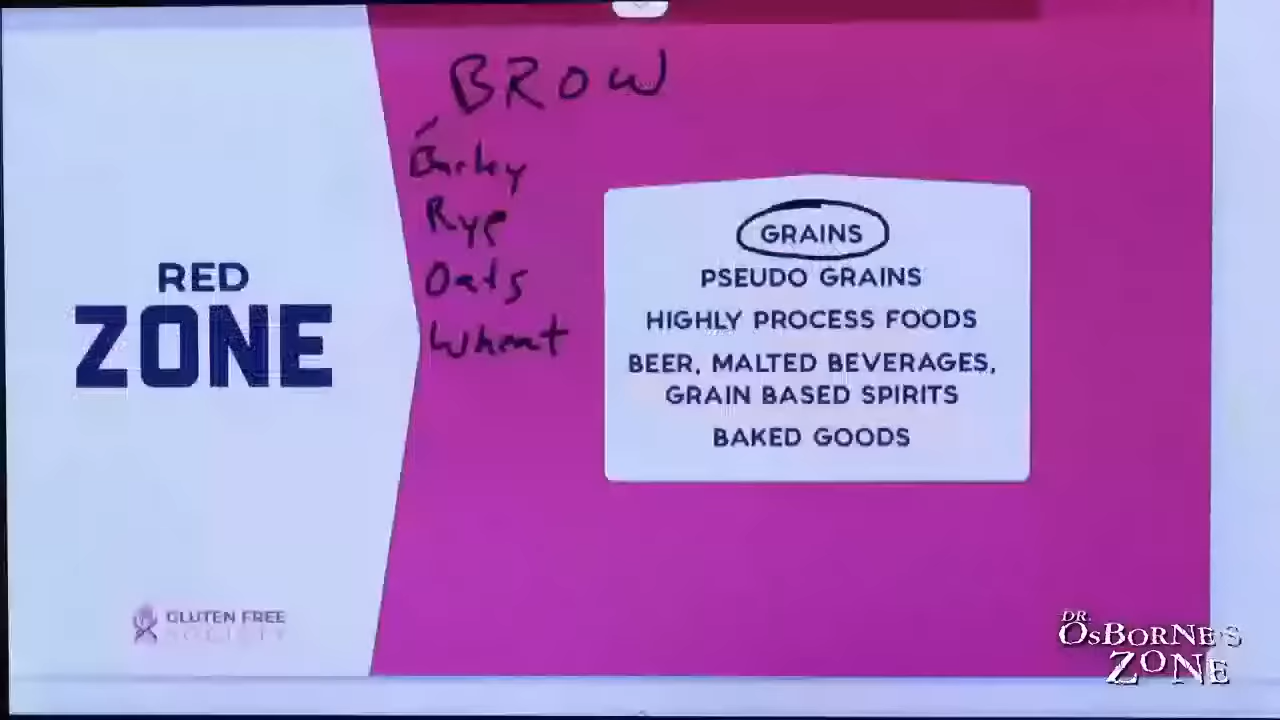 BROW
Barley
Rye
Oats
Wheat
RED
ZONE
GRAINS
PSEUDO GRAINS
HIGHLY PROCESS FOODS
BEER, MALTED BEVERAGES,
GRAIN BASED SPIRITS
BAKED GOODS
GLUTEN FREE
SOCIETY
DR.
OSBORNE'S
ZONE